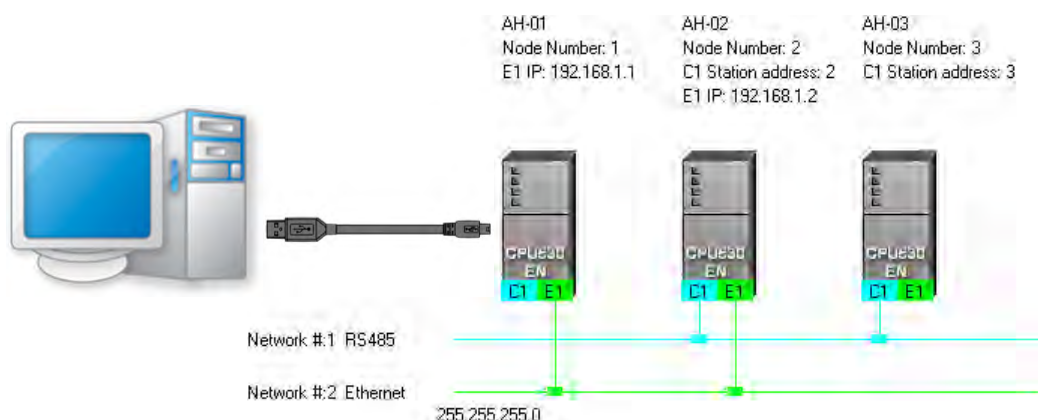 AH-01
Node Number: 1
E1 IP: 192.168.1.1
AH-02
Node Number: 2
C1 Station address: 2
E1 IP: 192.168.1.2
AH-03
Node Number: 3
C1 Station address: 3
CPU530
EN
C1 E1
CPU530
EN
C1 E1
CPU530
EN
C1 E1
Network #:1 RS485
Network #:2 Ethernet
255.255.255.0